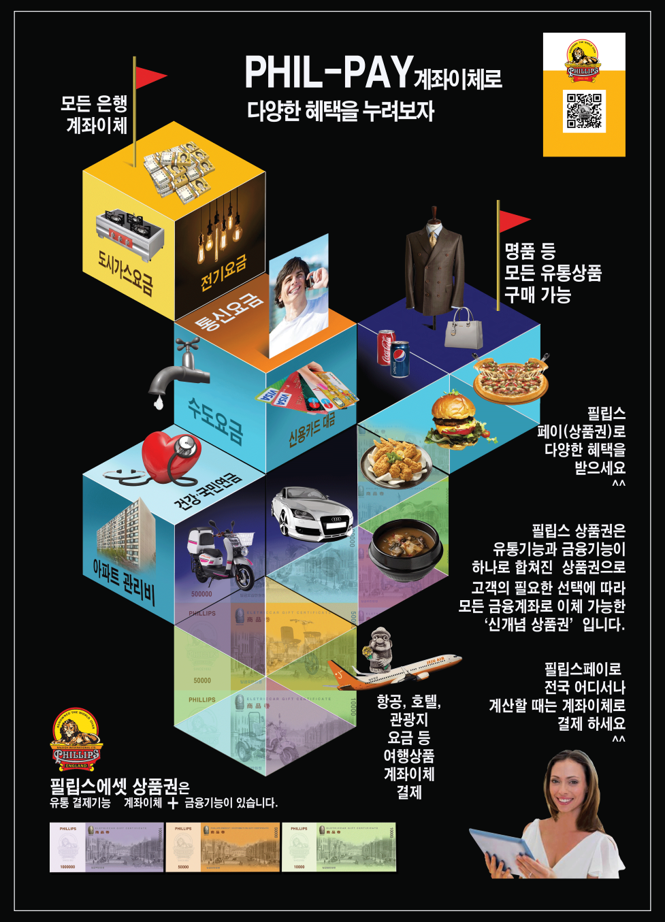 PHIL-PAY계좌이체로
다양한 혜택을 누려보자
PHILLIPS
모든 은행
계좌이체
도시가스요금
전기요금
통신요금
명품 등
모든 유통상품
구매 가능
Coca-Cola
pepsi
수도요금
VISA
VISA
신용카드 대금
필립스
페이(상품권)로
다양한 혜택을
받으세요
^^
건강·국민연금
아파트 관리비
500000
PHILLIPS
50000
PHILLIPS
필립스 상품권은
유통기능과 금융기능이
하나로 합쳐진 상품권으로
고객의 필요한 선택에 따라
모든 금융계좌로 이체 가능한
‘신개념 상품권’ 입니다.
항공, 호텔,
관광지
요금 등
여행상품
계좌이체
결제
필립스페이로
전국 어디서나
계산할 때는 계좌이체로
결제 하세요
^^
PHILLIPS
ENGLAND
필립스에셋 상품권은
유통 결제기능 계좌이체 + 금융기능이 있습니다.
PHILLIPS
PHILLIPS
PHILLIPS